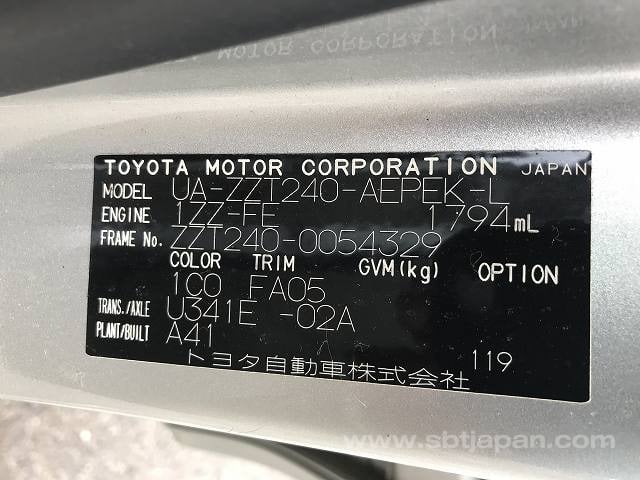 MOTOR CORPORATION JAPAN
TOYOTA MOTOR CORPORATION JAPAN
MODEL UA-ZZT240-AEPEK-L
ENGINE 1ZZ-FE 1794mL
FRAME No. ZZT240-0054329
COLOR TRIM GVM(kg) OPTION
1C0 FA05
TRANS./AXLE U341E -02A
PLANT/BUILT A41
トヨタ自動車株式会社 119
www.sbtjapan.com